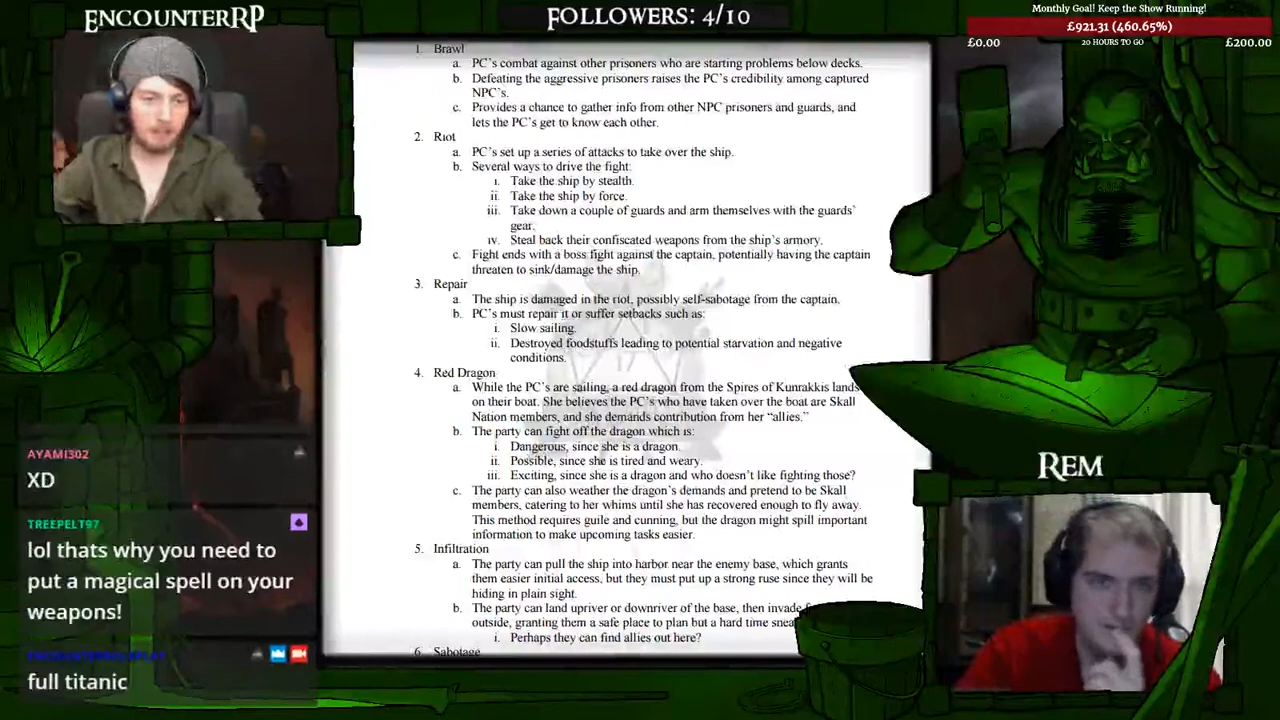 EncounterRP
Followers: 4/10
Monthly Goal! Keep the Show Running!
£921.31 (460.65%)
£0.00
20 HOURS TO GO
£200.00
1. Brawl
a. PC's combat against other prisoners who are starting problems below decks.
b. Defeating the aggressive prisoners raises the PC's credibility among captured
NPC's.
c. Provides a chance to gather info from other NPC prisoners and guards, and
lets the PC's get to know each other.
2. Riot
a. PC's set up a series of attacks to take over the ship.
b. Several ways to drive the fight:
i. Take the ship by stealth.
ii. Take the ship by force.
iii. Take down a couple of guards and arm themselves with the guards'
gear.
iv. Steal back their confiscated weapons from the ship's armory.
c. Fight ends with a boss fight against the captain, potentially having the captain
threaten to sink/damage the ship.
3. Repair
a. The ship is damaged in the riot, possibly self-sabotage from the captain.
b. PC's must repair it or suffer setbacks such as:
i. Slow sailing.
ii. Destroyed foodstuffs leading to potential starvation and negative
conditions.
4. Red Dragon
a. While the PC's are sailing, a red dragon from the Spires of Kunrakkis lands
on their boat. She believes the PC's who have taken over the boat are Skall
Nation members, and she demands contribution from her “allies.”
b. The party can fight off the dragon which is:
i. Dangerous, since she is a dragon.
ii. Possible, since she is tired and weary.
iii. Exciting, since she is a dragon and who doesn't like fighting those?
c. The party can also weather the dragon's demands and pretend to be Skall
members, catering to her whims until she has recovered enough to fly away.
This method requires guile and cunning, but the dragon might spill important
information to make upcoming tasks easier.
5. Infiltration
a. The party can pull the ship into harbor near the enemy base, which grants
them easier initial access, but they must put up a strong ruse since they will be
hiding in plain sight.
b. The party can land upriver or downriver of the base, then invade
outside, granting them a safe place to plan but a hard time
i. Perhaps they can find allies out here?
6. Sabotage
AYAMI302
XD
TREEPELT97
lol thats why you need to
put a magical spell on your
weapons!
full titanic
Rem